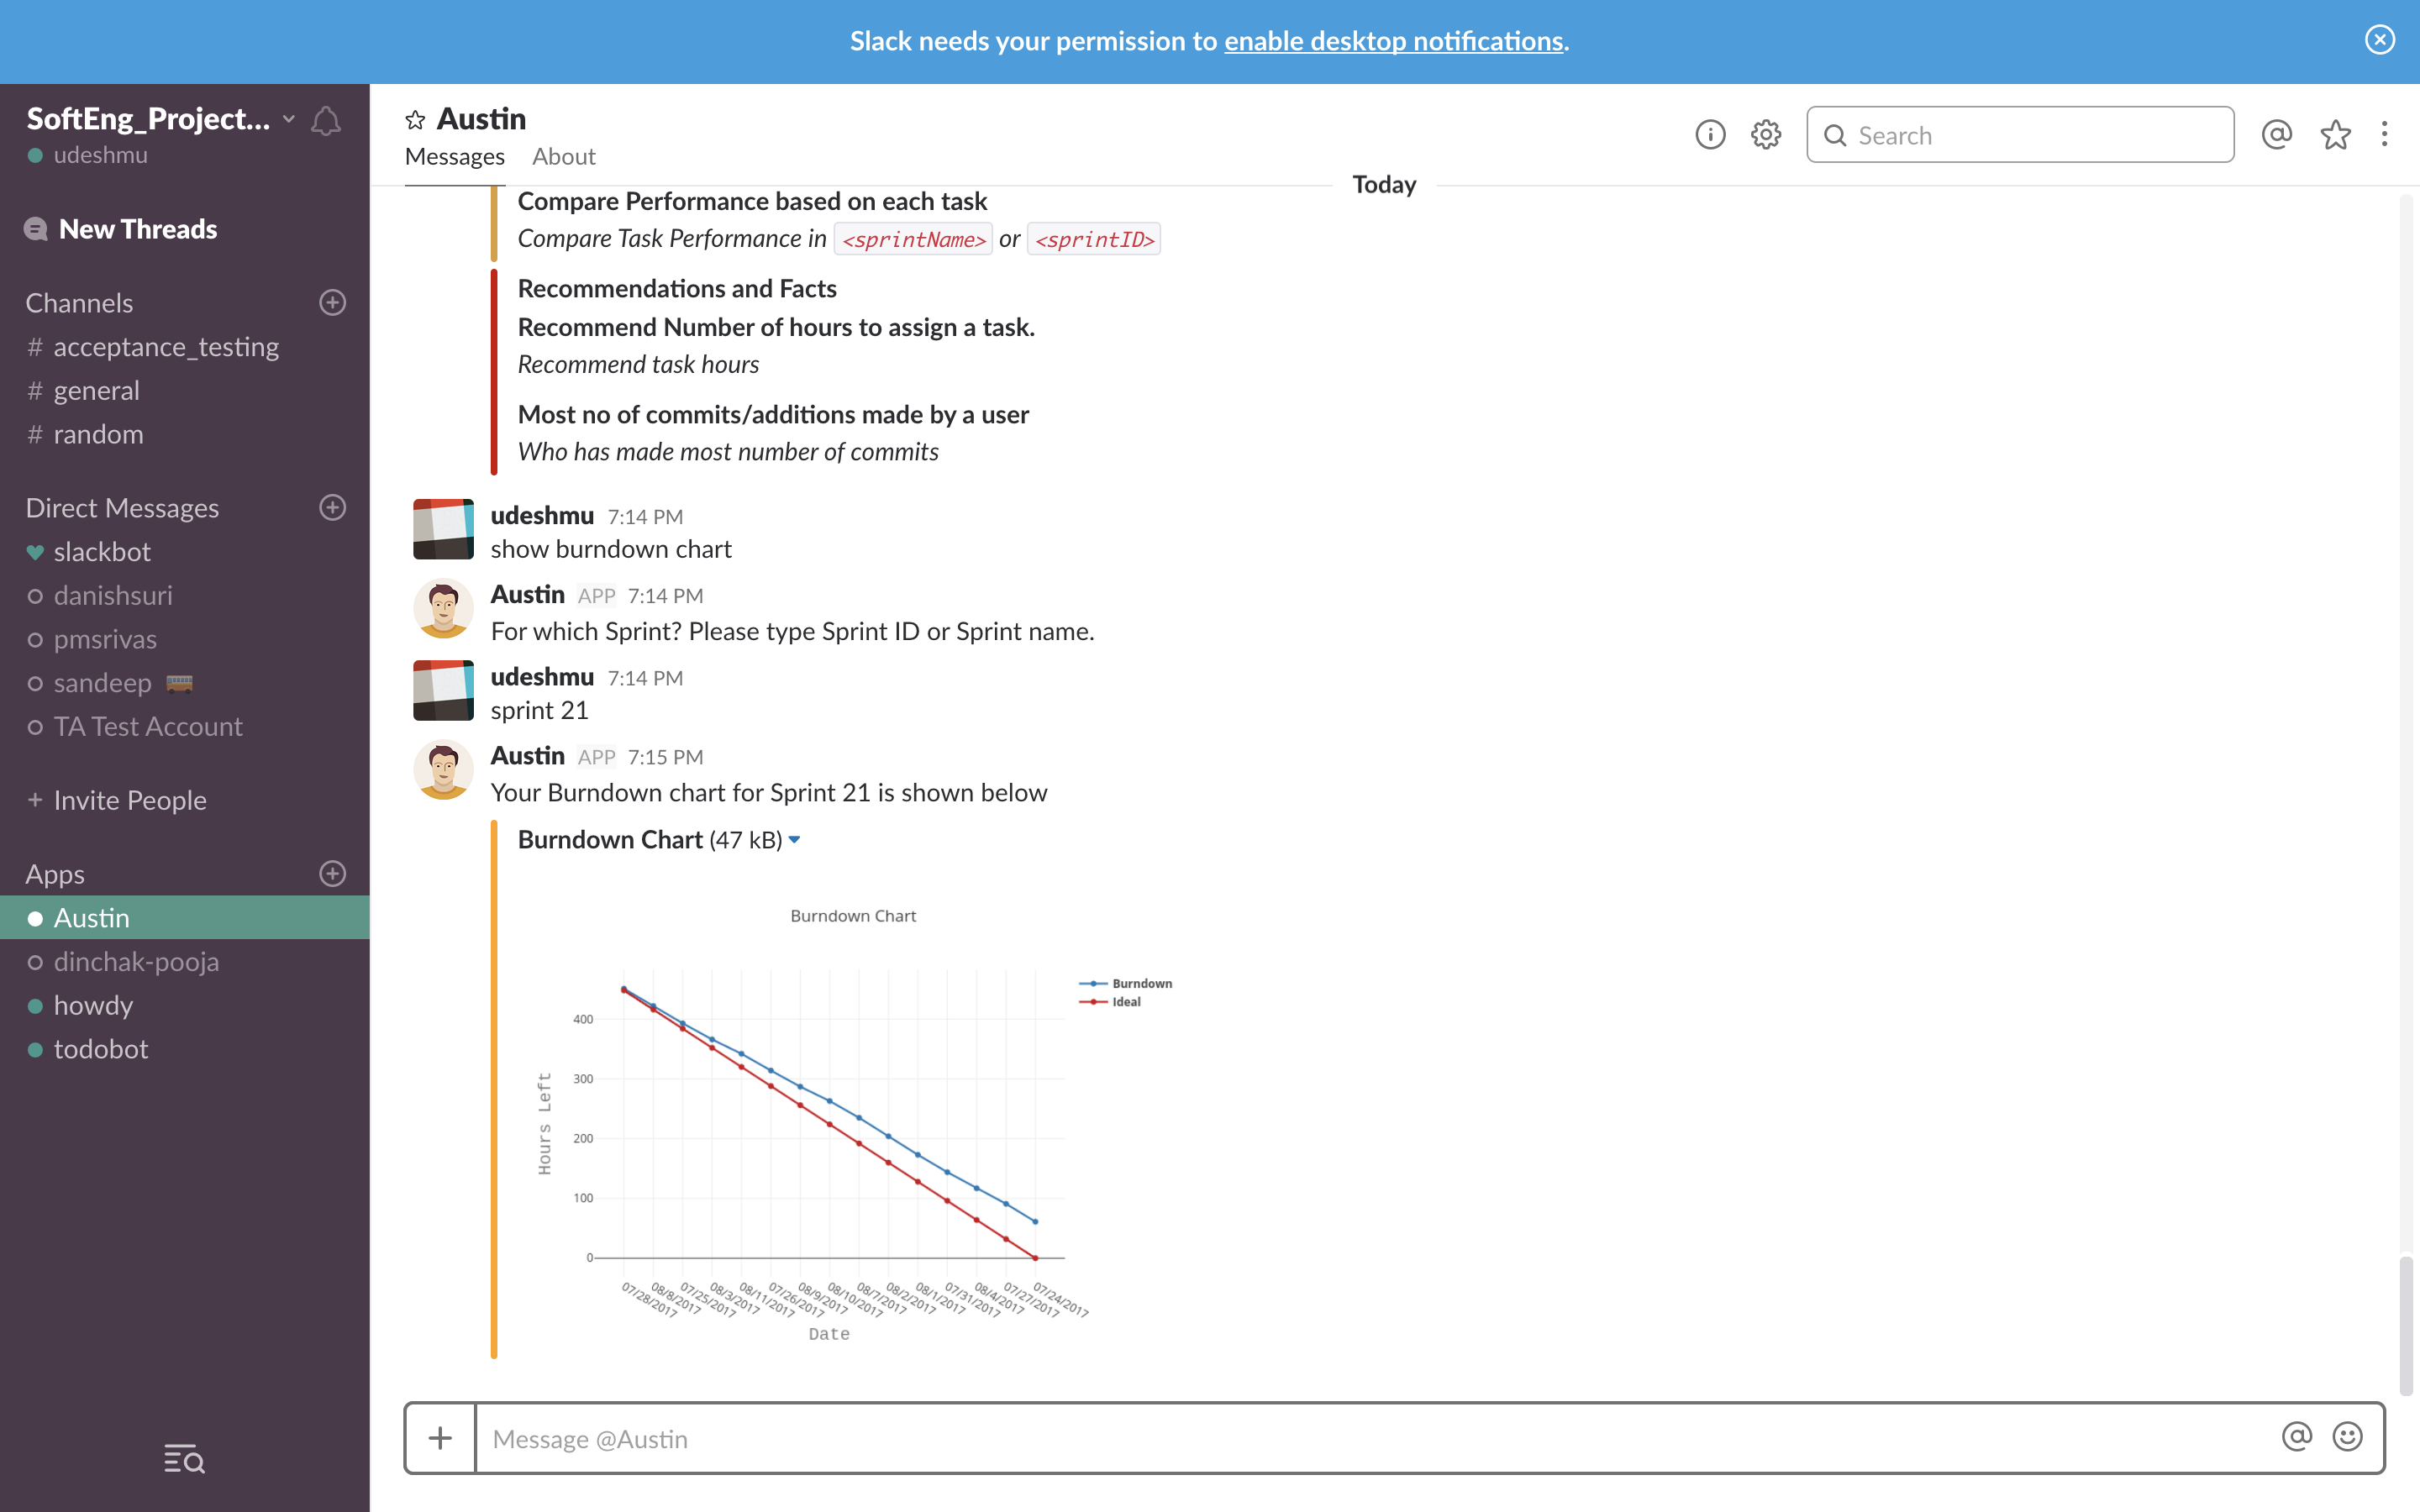 Slack needs your permission to enable desktop notifications.
SoftEng_Project...
udeshmu
New Threads
Channels
# acceptance_testing
# general
# random
Direct Messages
slackbot
danishsuri
pmsrivas
sandeep
TA Test Account
+ Invite People
Apps
Austin
dinchak-pooja
howdy
todobot
Austin
Messages About
Search
Today
Compare Performance based on each task
Compare Task Performance in <sprintName> or <sprintID>
Recommendations and Facts
Recommend Number of hours to assign a task.
Recommend task hours
Most no of commits/additions made by a user
Who has made most number of commits
udeshmu 7:14 PM
show burndown chart
Austin APP 7:14 PM
For which Sprint? Please type Sprint ID or Sprint name.
udeshmu 7:14 PM
sprint 21
Austin APP 7:15 PM
Your Burndown chart for Sprint 21 is shown below
Burndown Chart (47 kB)
Burndown Chart
Burndown
Ideal
400
300
200
100
0
Hours Left
07/28/2017
08/8/2017
07/25/2017
08/3/2017
08/11/2017
07/26/2017
08/9/2017
08/10/2017
08/7/2017
08/2/2017
08/1/2017
07/31/2017
08/4/2017
07/27/2017
07/24/2017
Date
+ Message @Austin